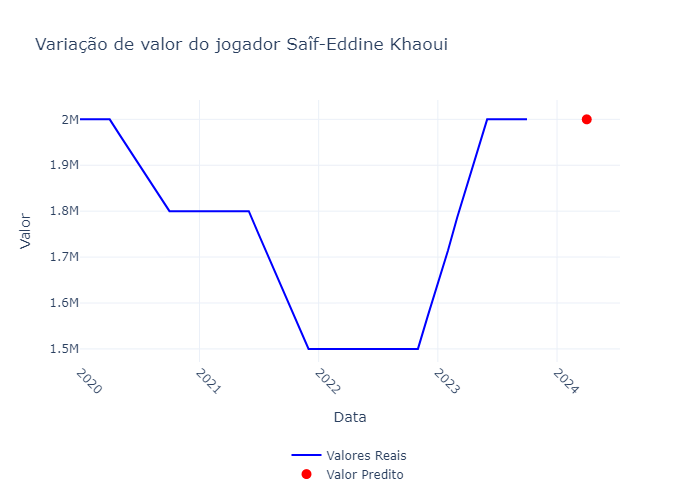 Variação de valor do jogador Saîf-Eddine Khaoui
2M
1.9M
1.8M
1.7M
1.6M
1.5M
Valor
2020
2021
2022
2023
2024
Data
Valores Reais
Valor Predito